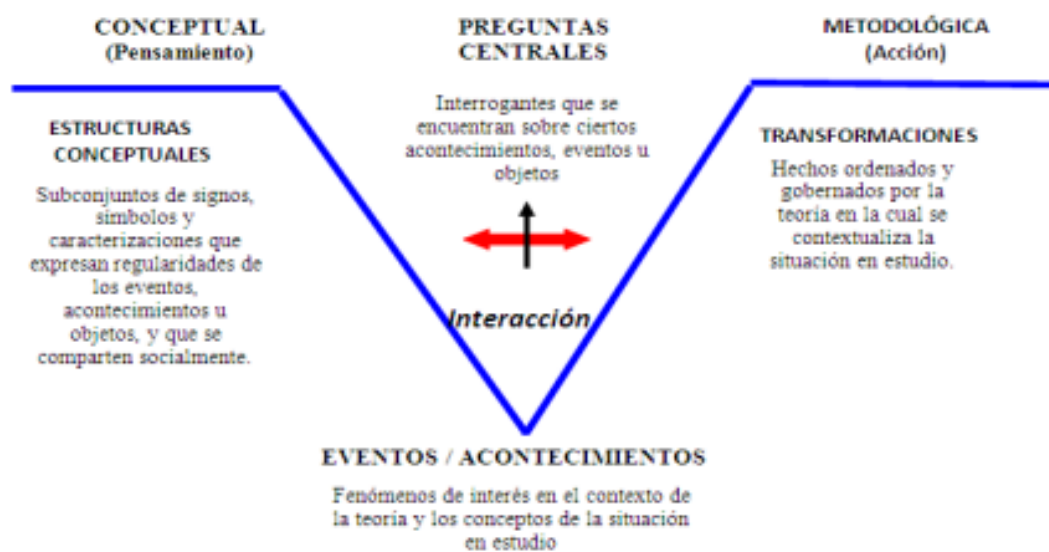 CONCEPTUAL
(Pensamiento)
ESTRUCTURAS
CONCEPTUALES
Subconjuntos de signos,
símbolos y
caracterizaciones que
expresan regularidades de
los eventos,
acontecimientos u
objetos, y que se
comparten socialmente.
PREGUNTAS
CENTRALES
Interrogantes que se
encuentran sobre ciertos
acontecimientos, eventos u
objetos
Interacción
METODOLÓGICA
(Acción)
TRANSFORMACIONES
Hechos ordenados y
gobernados por la
teoría en la cual se
contextualiza la
situación en estudio.
EVENTOS / ACONTECIMIENTOS
Fenómenos de interés en el contexto de
la teoría y los conceptos de la situación
en estudio